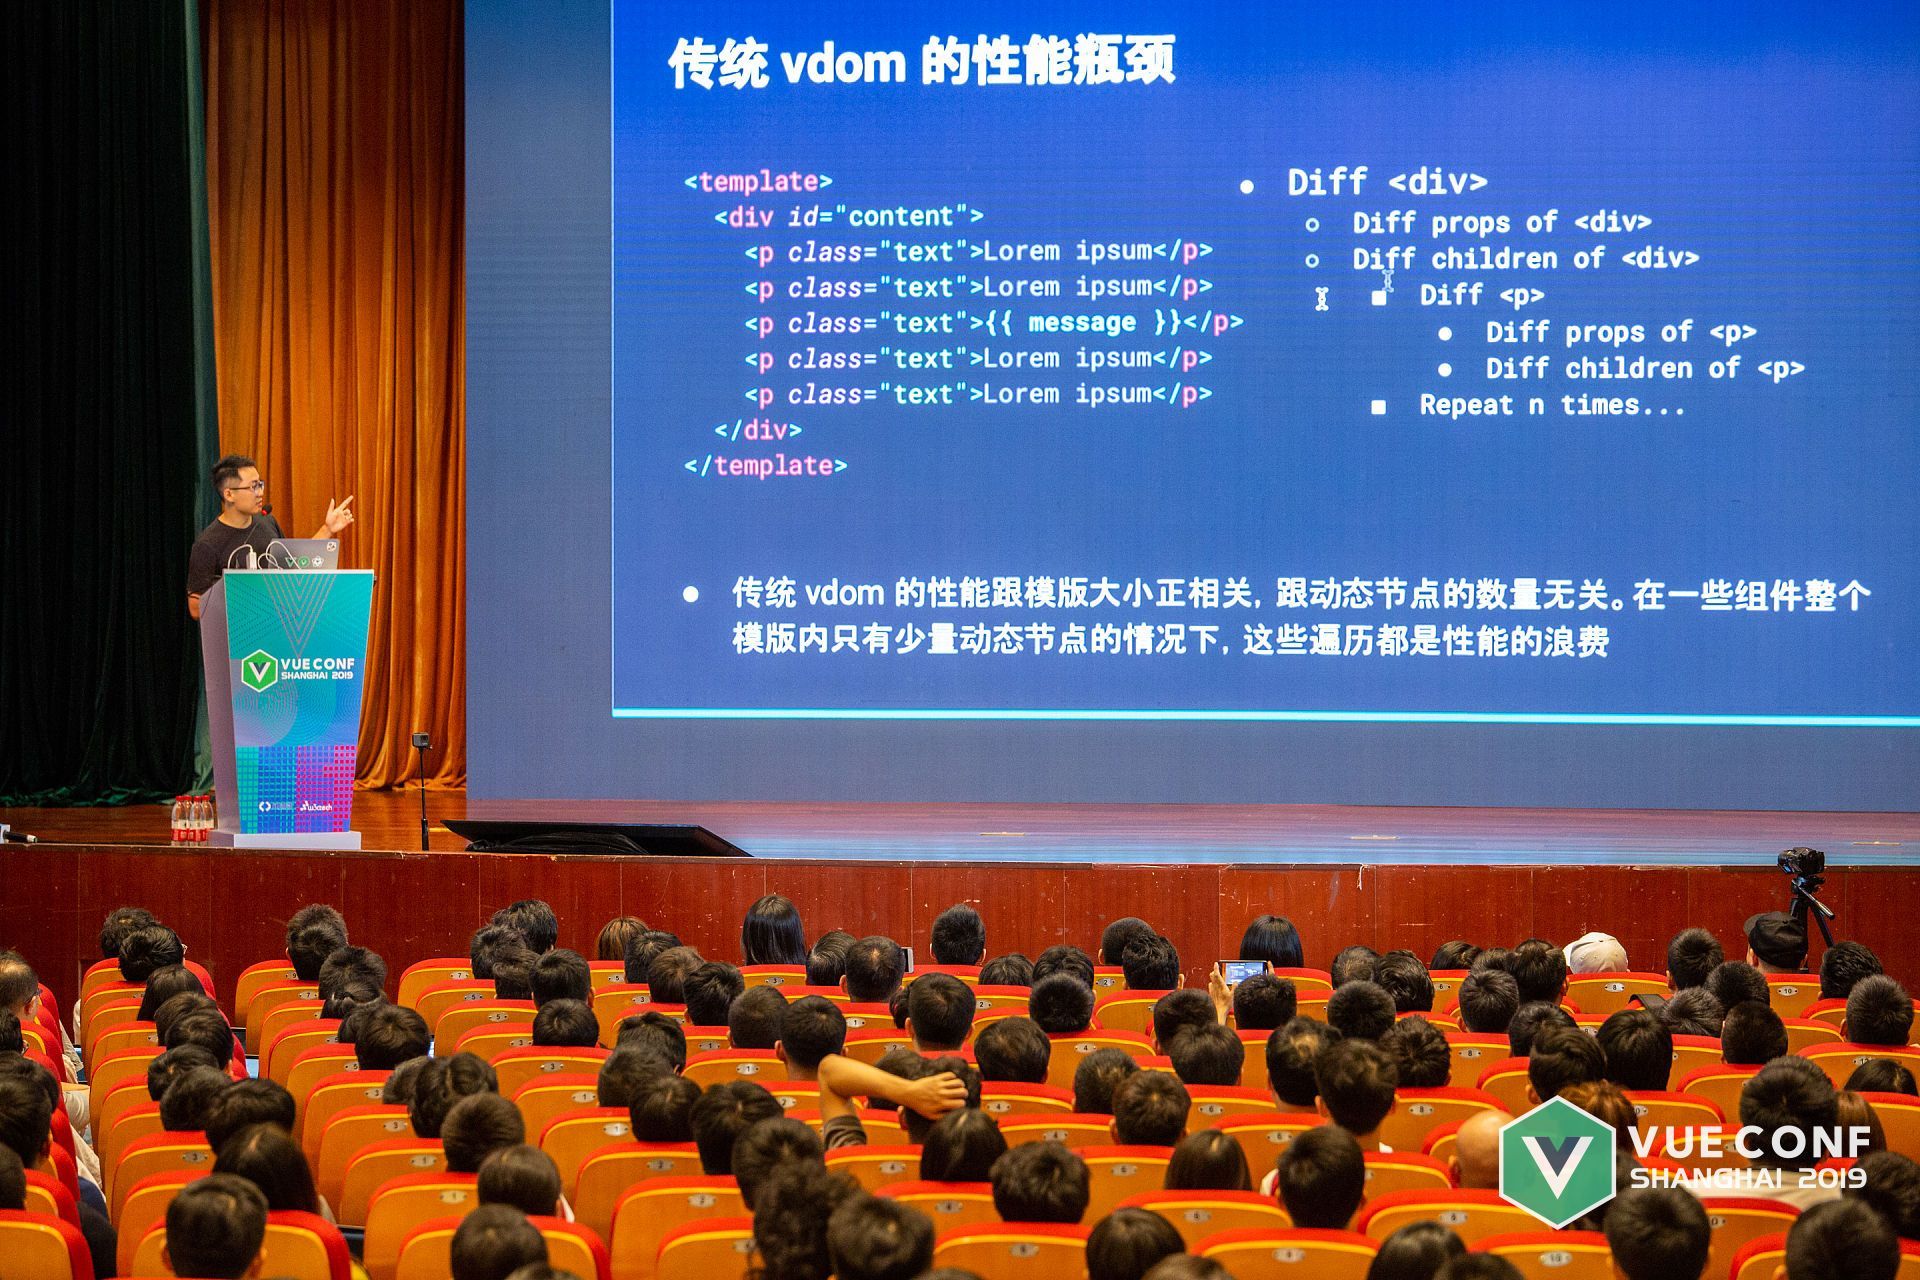 传统 vdom 的性能瓶颈
<template>
<div id="content">
<p class="text">Lorem ipsum</p>
<p class="text">Lorem ipsum</p>
<p class="text">{{ message }}</p>
<p class="text">Lorem ipsum</p>
<p class="text">Lorem ipsum</p>
</div>
</template>
Diff <div>
Diff props of <div>
Diff children of <div>
Diff <p>
Diff props of <p>
Diff children of <p>
Repeat n times...
传统 vdom 的性能跟模版大小正相关, 跟动态节点的数量无关。在一些组件整个
模版内只有少量动态节点的情况下, 这些遍历都是性能的浪费
VUE CONF
SHANGHAI 2019
VUE CONF
SHANGHAI 2019